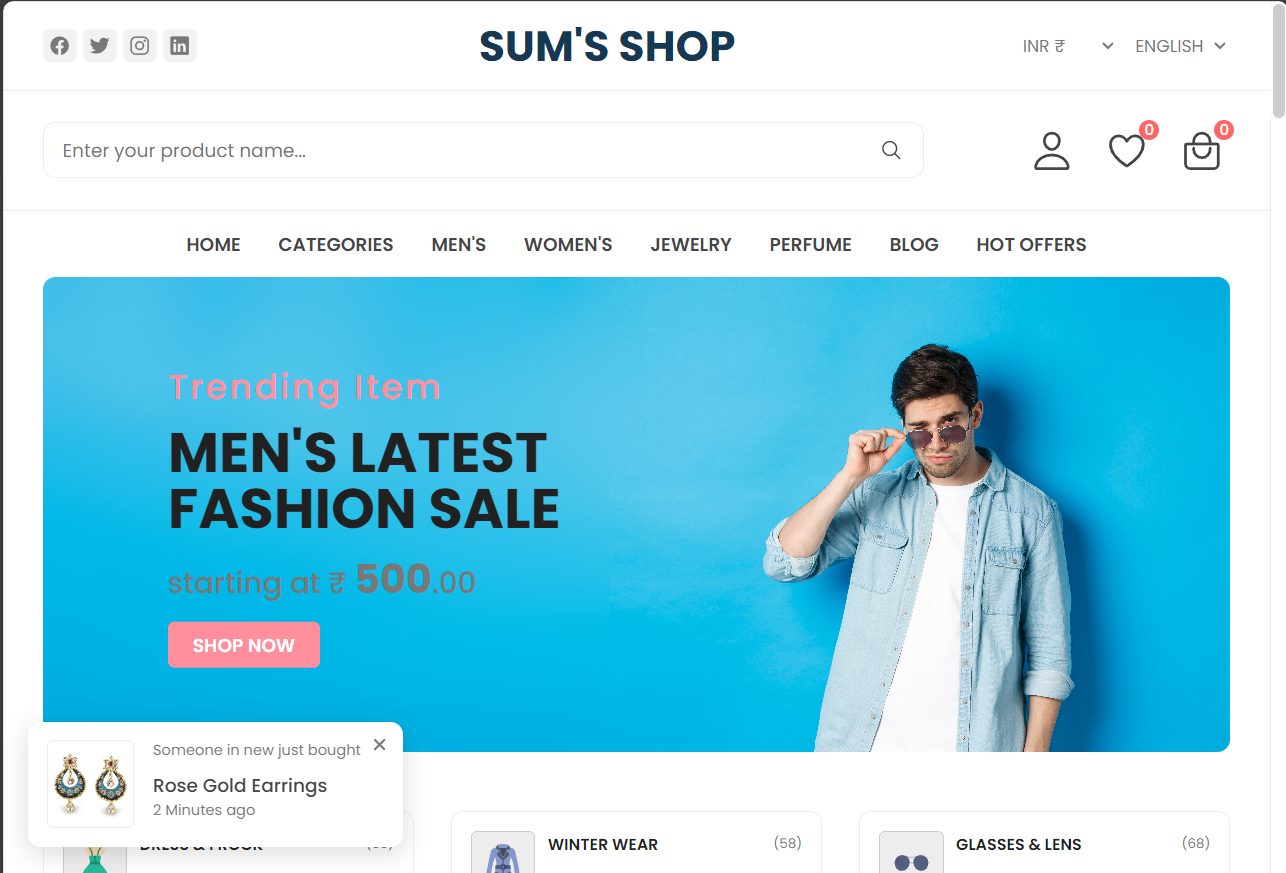 SUM'S SHOP
INR ₹
ENGLISH
Enter your product name...
0
0
HOME CATEGORIES MEN'S WOMEN'S JEWELRY PERFUME BLOG HOT OFFERS
Trending Item
MEN'S LATEST
FASHION SALE
starting at ₹ 500.00
SHOP NOW
Someone in new just bought
Rose Gold Earrings
2 Minutes ago
DRESS & FROCK
WINTER WEAR (58)
GLASSES & LENS (68)